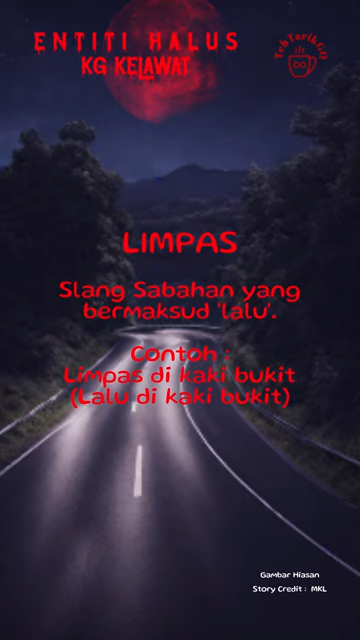 ENTITI HALUS
KG KELAWAT
TehTarikGO
LIMPAS
Slang Sabahan yang
bermaksud 'lalu'.
Contoh :
Limpas di kaki bukit
(Lalu di kaki bukit)
Gambar Hiasan
Story Credit : MKL